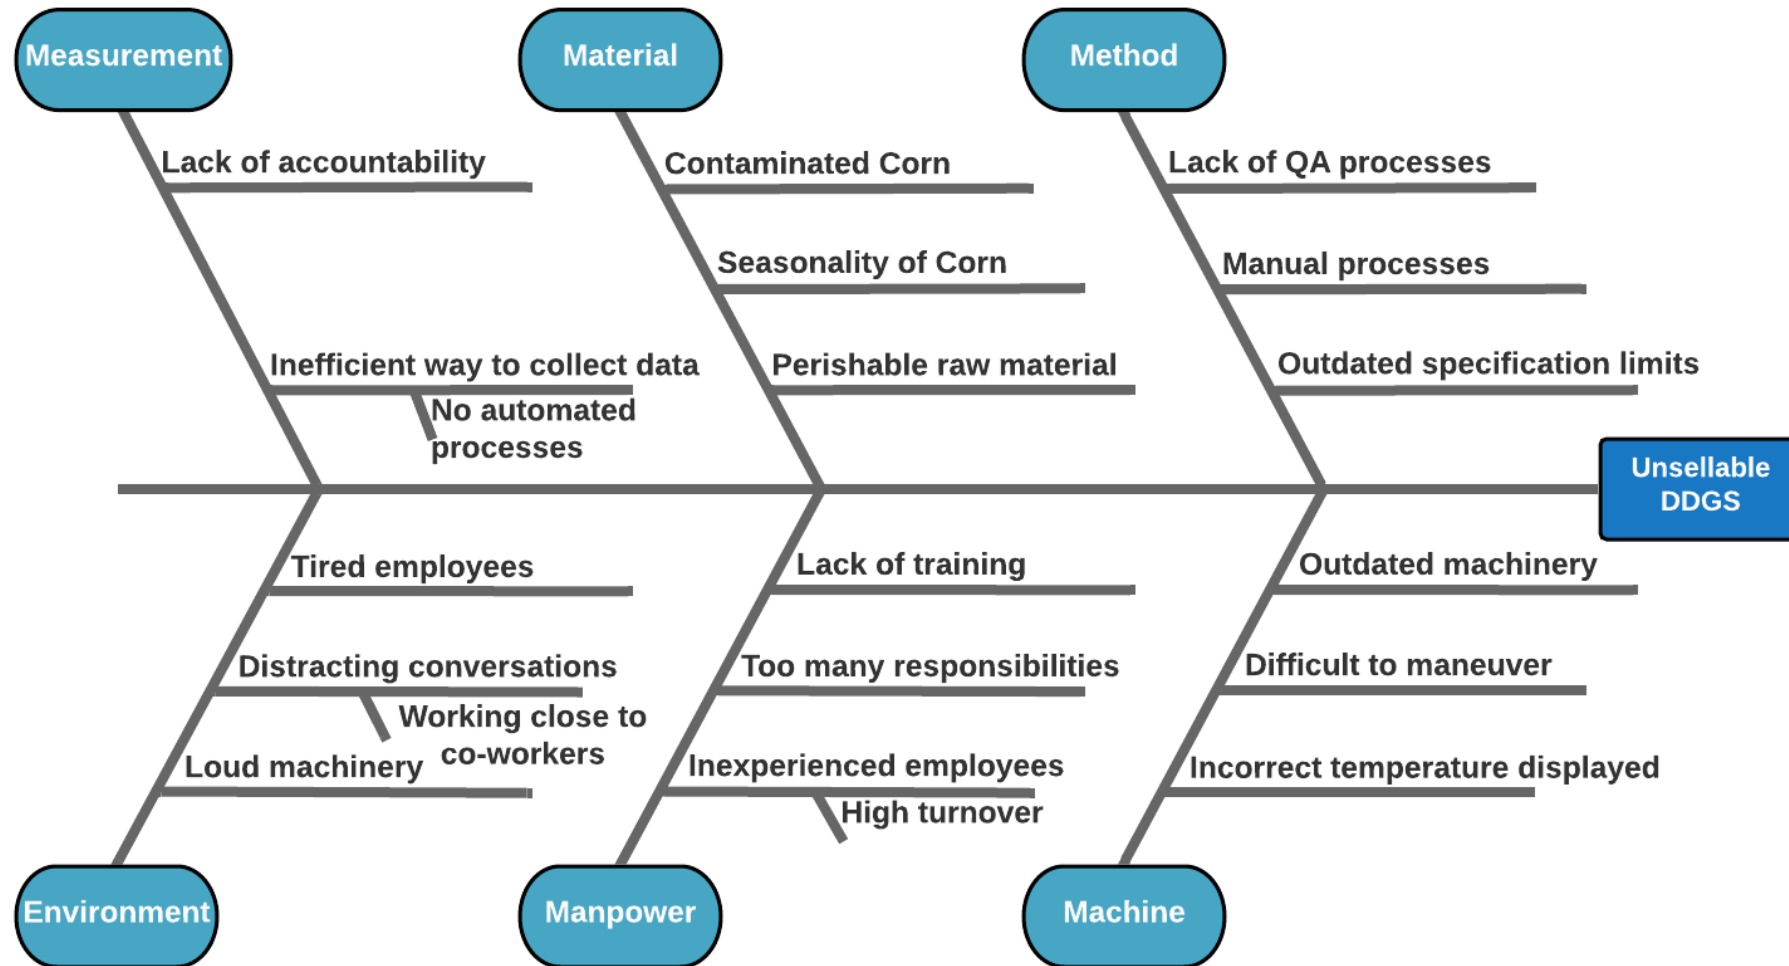 Measurement
Material
Method
Lack of accountability
Contaminated Corn
Lack of QA processes
Seasonality of Corn
Manual processes
Inefficient way to collect data
Perishable raw material
Outdated specification limits
No automated
processes
Unsellable
DDGS
Tired employees
Lack of training
Outdated machinery
Distracting conversations
Too many responsibilities
Difficult to maneuver
Working close to
co-workers
Loud machinery
Inexperienced employees
Incorrect temperature displayed
High turnover
Environment
Manpower
Machine